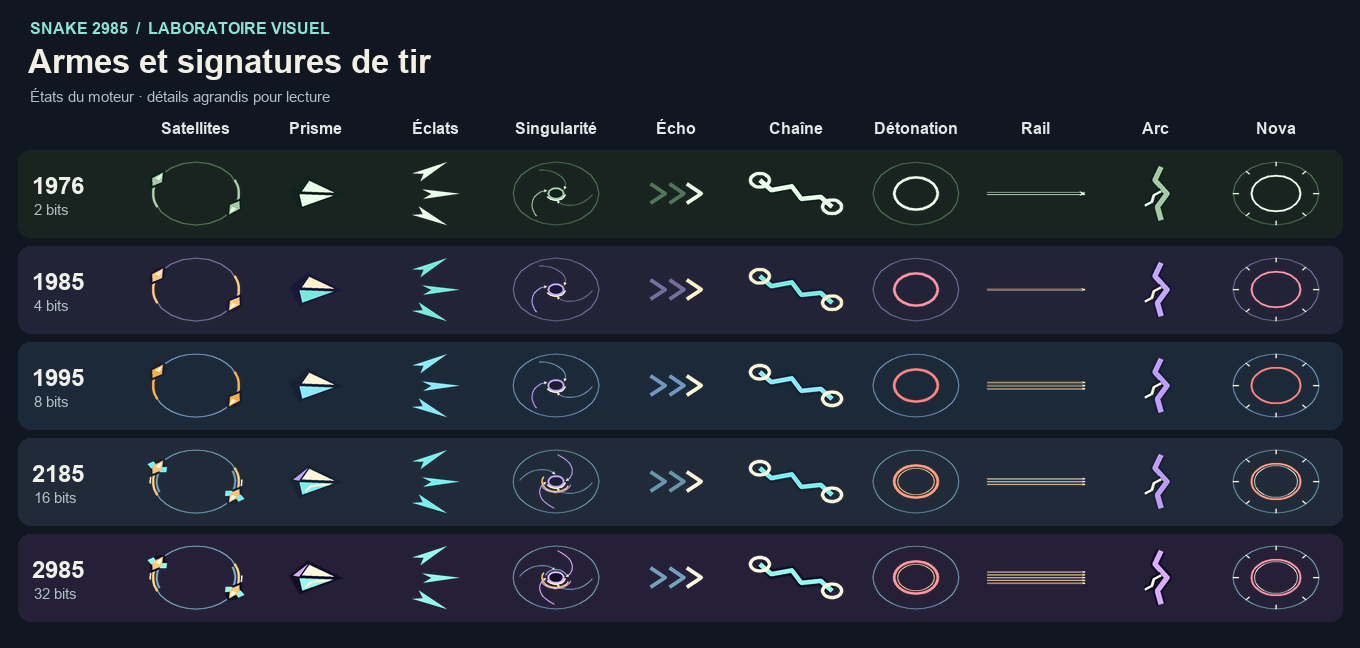 SNAKE 2985 / LABORATOIRE VISUEL
Armes et signatures de tir
États du moteur · détails agrandis pour lecture
Satellites Prisme Éclats Singularité Écho Chaîne Détonation Rail Arc Nova
1976
2 bits
1985
4 bits
1995
8 bits
2185
16 bits
2985
32 bits